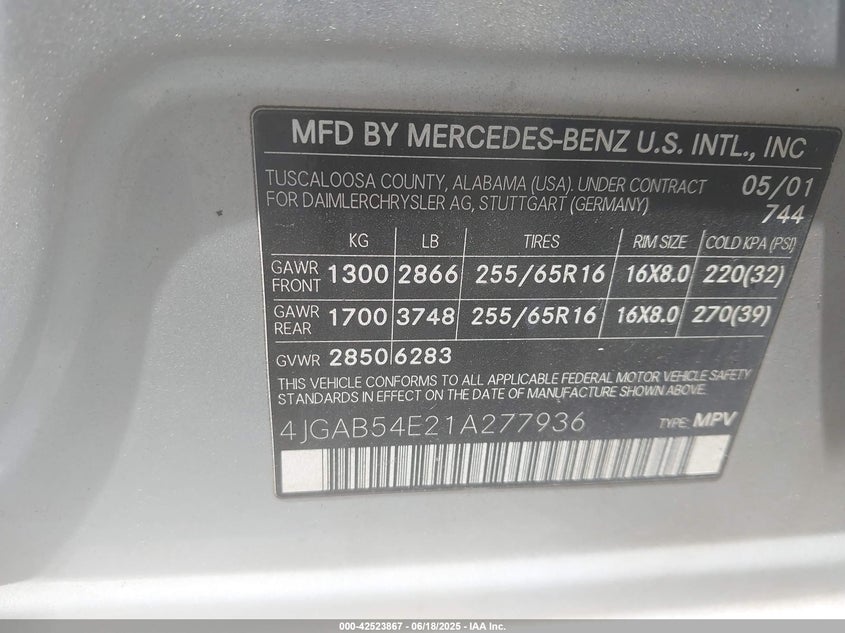 MFD BY MERCEDES-BENZ U.S. INTL., INC
TUSCALOOSA COUNTY, ALABAMA (USA). UNDER CONTRACT 05/01
FOR DAIMLERCHRYSLER AG, STUTTGART (GERMANY) 744
KG LB TIRES RIM SIZE COLD KPA (PSI)
GAWR FRONT 1300 2866 255/65R16 16X8.0 220(32)
GAWR REAR 1700 3748 255/65R16 16X8.0 270(39)
GVWR 2850 6283
THIS VEHICLE CONFORMS TO ALL APPLICABLE FEDERAL MOTOR VEHICLE SAFETY
STANDARDS IN EFFECT ON THE DATE OF MANUFACTURE SHOWN ABOVE.
4JGAB54E21A277936 TYPE: MPV
000-42523867 - 06/18/2025 - IAA Inc.